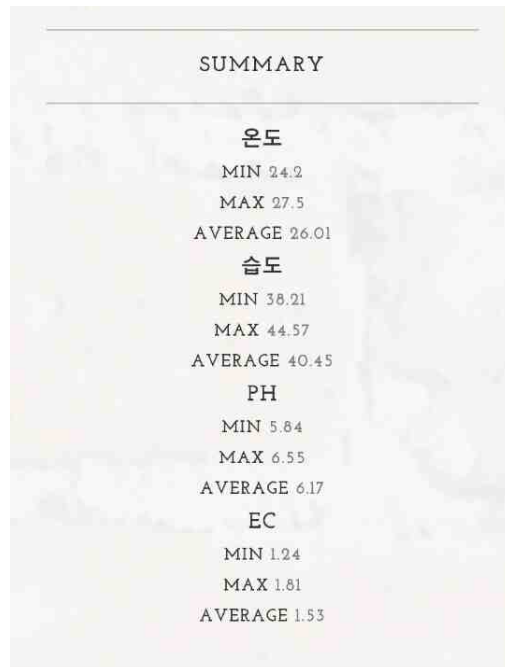 SUMMARY
온도
MIN 24.2
MAX 27.5
AVERAGE 26.01
습도
MIN 38.21
MAX 44.57
AVERAGE 40.45
PH
MIN 5.84
MAX 6.55
AVERAGE 6.17
EC
MIN 1.24
MAX 1.81
AVERAGE 1.53